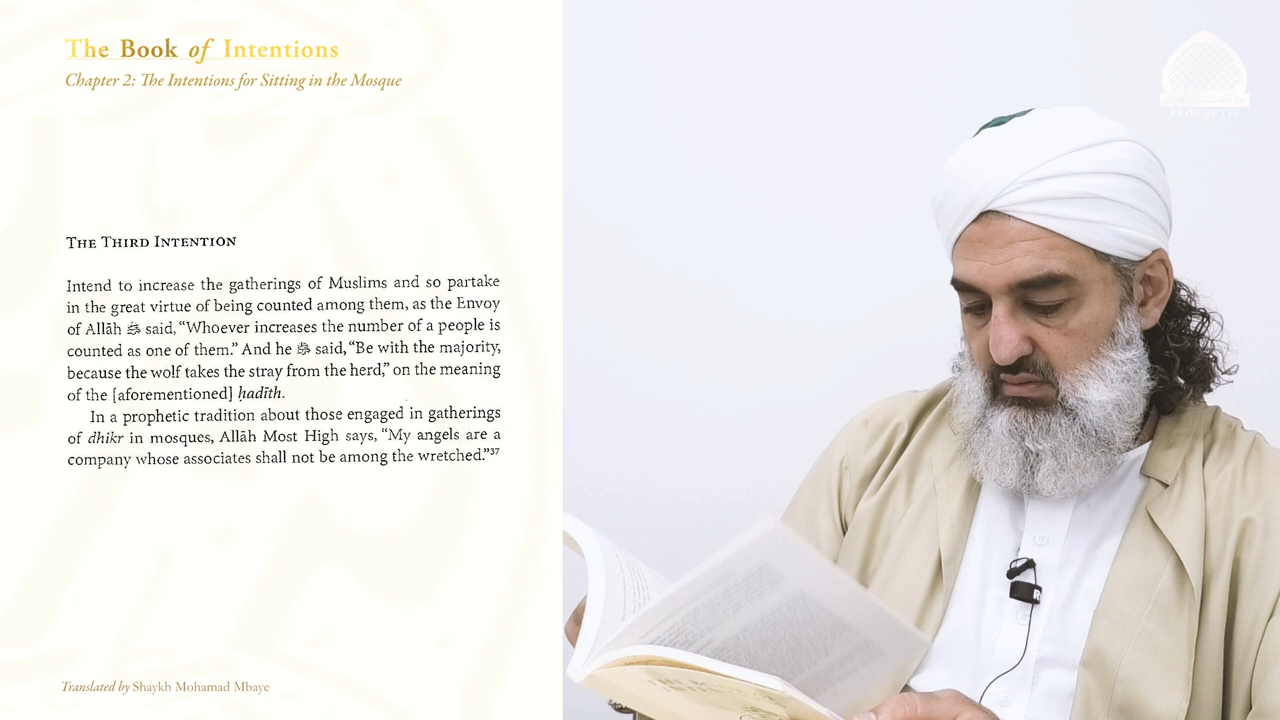 The Book of Intentions
Chapter 2: The Intentions for Sitting in the Mosque
The Third Intention
Intend to increase the gatherings of Muslims and so partake
in the great virtue of being counted among them, as the Envoy
of Allāh ﷺ said, “Whoever increases the number of a people is
counted as one of them.” And he ﷺ said, “Be with the majority,
because the wolf takes the stray from the herd,” on the meaning
of the [aforementioned] ḥadīth.
In a prophetic tradition about those engaged in gatherings
of dhikr in mosques, Allāh Most High says, “My angels are a
company whose associates shall not be among the wretched.”³⁷
Translated by Shaykh Mohamad Mbaye
PROPHETIC